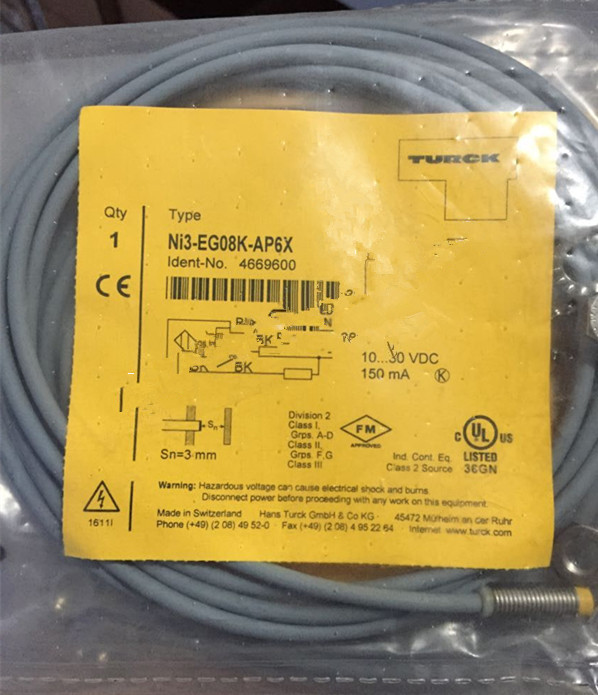 TURCK
Qty
Type
1
Ni3-EG08K-AP6X
Ident-No. 4669600
CE
BK
10...30 VDC
BK
150 mA K
Sn
Sn=3 mm
Division 2
Class I,
Grps. A-D
Class II,
Grps. F,G
Class III
FM
APPROVED
Ind. Cont. Eq.
Class 2 Source
C UL US
LISTED
36GN
1611I
Warning: Hazardous voltage can cause electrical shock and burns.
Disconnect power before proceeding with any work on this equipment.
Made in Switzerland Hans Turck GmbH & Co KG · 45472 Mülheim an der Ruhr
Phone (+49) (2 08) 49 52-0 · Fax (+49) (2 08) 4 95 22 64 · Internet www.turck.com